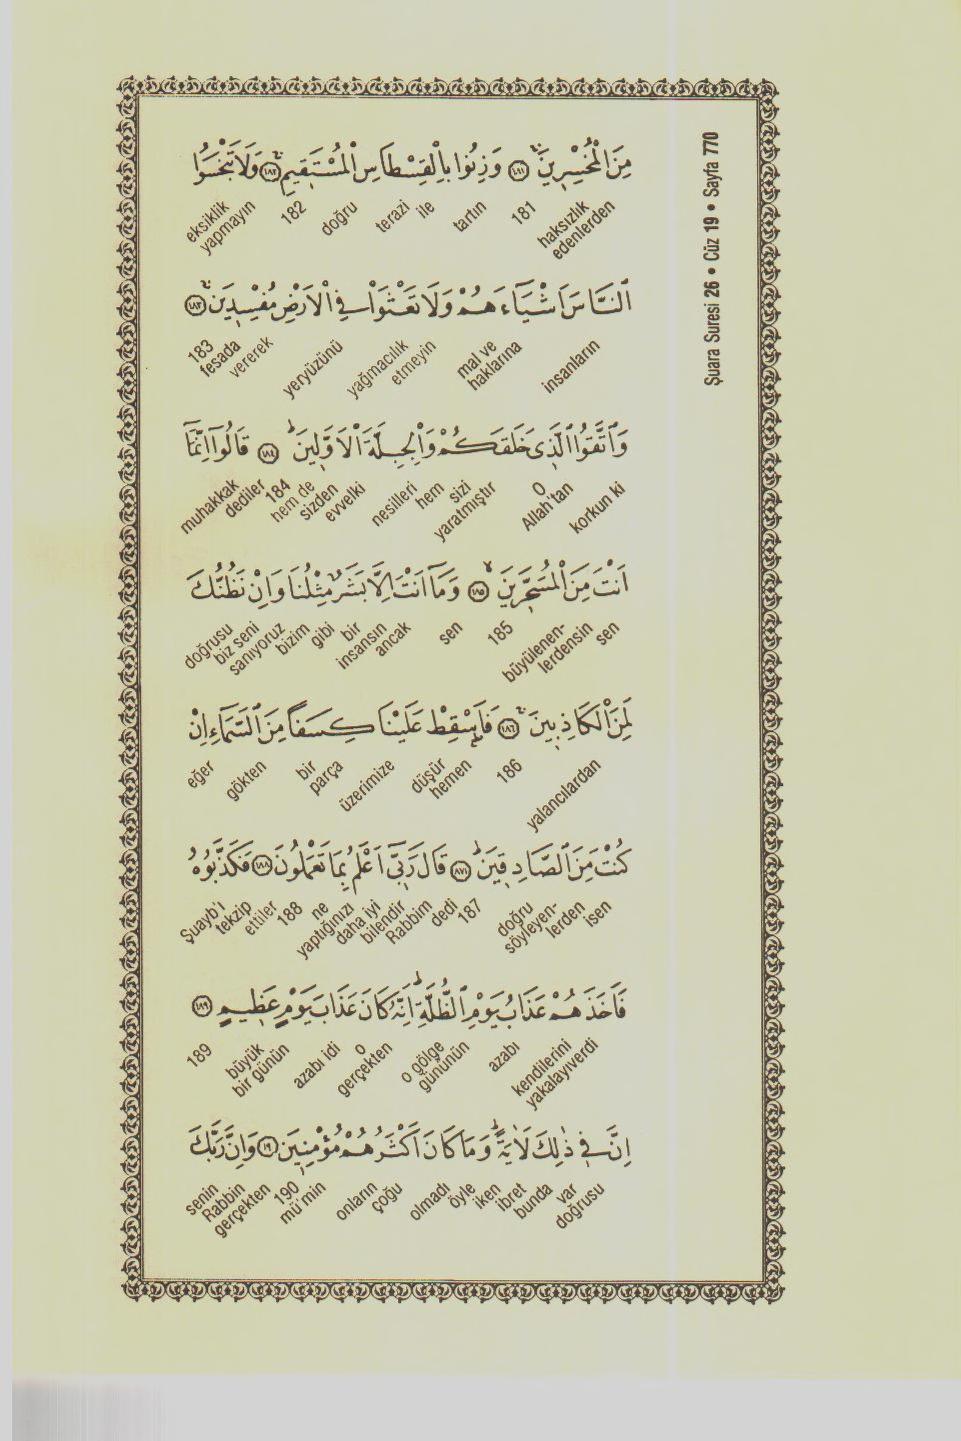 Şuara Suresi 26 • Cüz 19 • Sayfa 770
مِنَ الْمُخْسِرِينَ ﴿١٨١﴾ وَزِنُوا بِالْقِسْطَاسِ الْمُسْتَقِيمِ ﴿١٨٢﴾ وَلَا تَبْخَسُوا
haksızlık edenlerden 181 tartın ile terazi doğru 182 eksiklik yapmayın
النَّاسَ اَشْيَاءَهُمْ وَلَا تَعْثَوْا فِي الْاَرْضِ مُفْسِدِينَ ﴿١٨٣﴾
insanların mal ve haklarına yağmacılık etmeyin yeryüzünü fesada vererek 183
وَاتَّقُوا الَّذِي خَلَقَكُمْ وَالْجِبِلَّةَ الْاَوَّلِينَ ﴿١٨٤﴾ قَالُوا اِنَّمَا
korkun ki O Allah'tan sizi yaratmıştır hem nesilleri evvelki hem de sizden 184 dediler muhakkak
اَنْتَ مِنَ الْمُسَحَّرِينَ ﴿١٨٥﴾ وَمَا اَنْتَ اِلَّا بَشَرٌ مِثْلُنَا وَاِنْ نَظُنُّكَ
sen büyülenen- lerdensin 185 sen ancak insansın bir gibi bizim sanıyoruz biz seni doğrusu
لَمِنَ الْكَاذِبِينَ ﴿١٨٦﴾ فَاَسْقِطْ عَلَيْنَا كِسَفًا مِنَ السَّمَاءِ اِنْ
yalancılardan 186 hemen düşür üzerimize bir parça gökten eğer
كُنْتَ مِنَ الصَّادِقِينَ ﴿١٨٧﴾ قَالَ رَبِّي اَعْلَمُ بِمَا تَعْمَلُونَ ﴿١٨٨﴾ فَكَذَّبُوهُ
isen doğru söyleyen- lerden 187 dedi Rabbim daha iyi bilendir ne yaptığınızı 188 tekzip ettiler Şuayb'ı
فَاَخَذَهُمْ عَذَابُ يَوْمِ الظُّلَّةِ اِنَّهُ كَانَ عَذَابَ يَوْمٍ عَظِيمٍ ﴿١٨٩﴾
kendilerini yakalayıverdi azabı o gölge gününün o gerçekten azabı idi büyük bir günün 189
اِنَّ فِي ذٰلِكَ لَاٰيَةً وَمَا كَانَ اَكْثَرُهُمْ مُؤْمِنِينَ ﴿١٩٠﴾ وَاِنَّ رَبَّكَ
doğrusu var bunda ibret iken öyle olmadı çoğu onların mü'min 190 gerçekten Rabbin senin